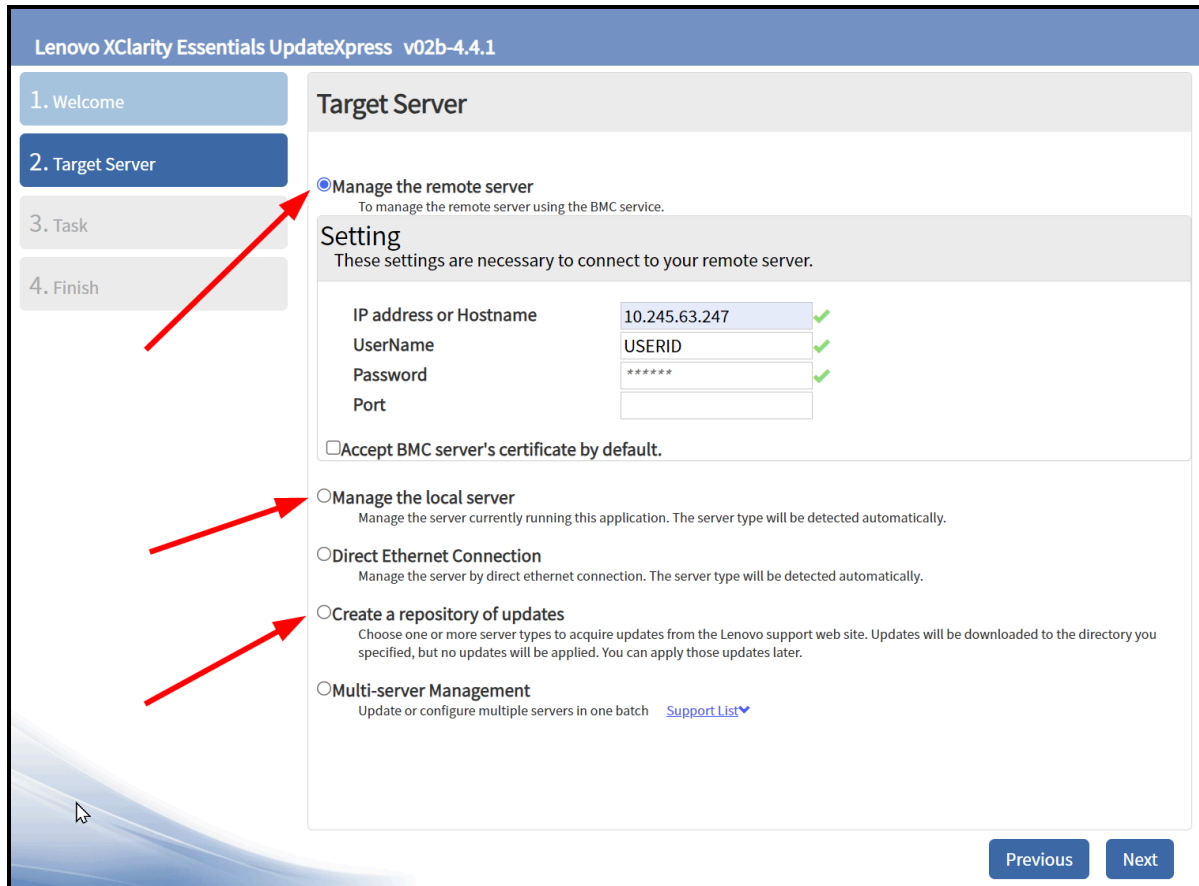 Lenovo XClarity Essentials UpdateXpress v02b-4.4.1
1. Welcome
2. Target Server
3. Task
4. Finish
Target Server
Manage the remote server
To manage the remote server using the BMC service.
Setting
These settings are necessary to connect to your remote server.
IP address or Hostname 10.245.63.247
UserName USERID
Password ******
Port
Accept BMC server's certificate by default.
Manage the local server
Manage the server currently running this application. The server type will be detected automatically.
Direct Ethernet Connection
Manage the server by direct ethernet connection. The server type will be detected automatically.
Create a repository of updates
Choose one or more server types to acquire updates from the Lenovo support web site. Updates will be downloaded to the directory you
specified, but no updates will be applied. You can apply those updates later.
Multi-server Management
Update or configure multiple servers in one batch Support List
Previous Next